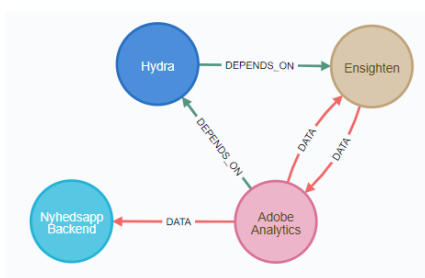 Hydra
DEPENDS_ON
Ensighten
DEPENDS_ON
DATA
DATA
Nyhedsapp
Backend
DATA
Adobe
Analytics